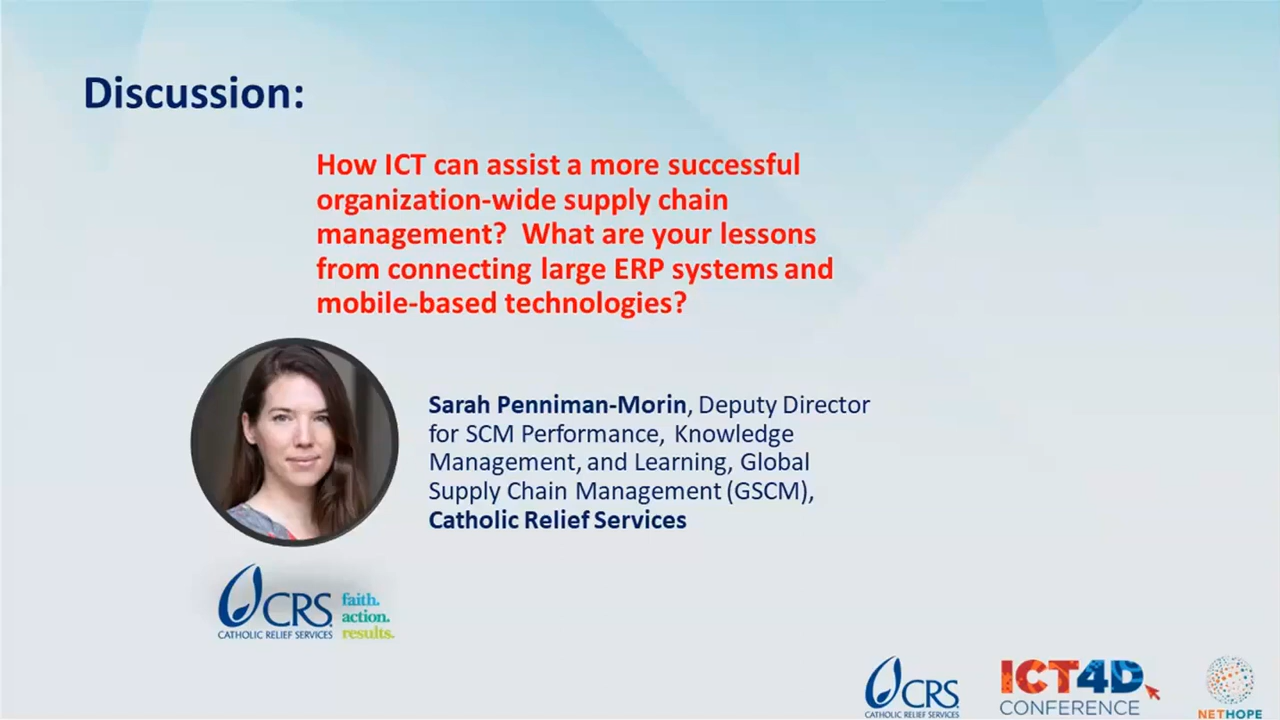 Discussion:
How ICT can assist a more successful
organization-wide supply chain
management?  What are your lessons
from connecting large ERP systems and
mobile-based technologies?
Sarah Penniman-Morin, Deputy Director
for SCM Performance, Knowledge
Management, and Learning, Global
Supply Chain Management (GSCM),
Catholic Relief Services
CRS
CATHOLIC RELIEF SERVICES
faith.
action.
results.
CRS
CATHOLIC RELIEF SERVICES
ICT4D
CONFERENCE
NETHOPE